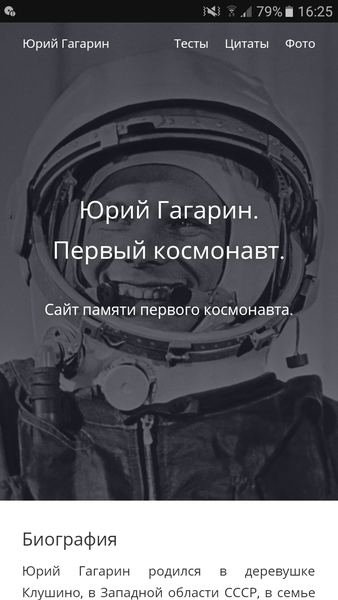 79% 16:25
Юрий Гагарин Тесты Цитаты Фото
Юрий Гагарин.
Первый космонавт.
Сайт памяти первого космонавта.
Биография
Юрий Гагарин родился в деревушке
Клушино, в Западной области СССР, в семье